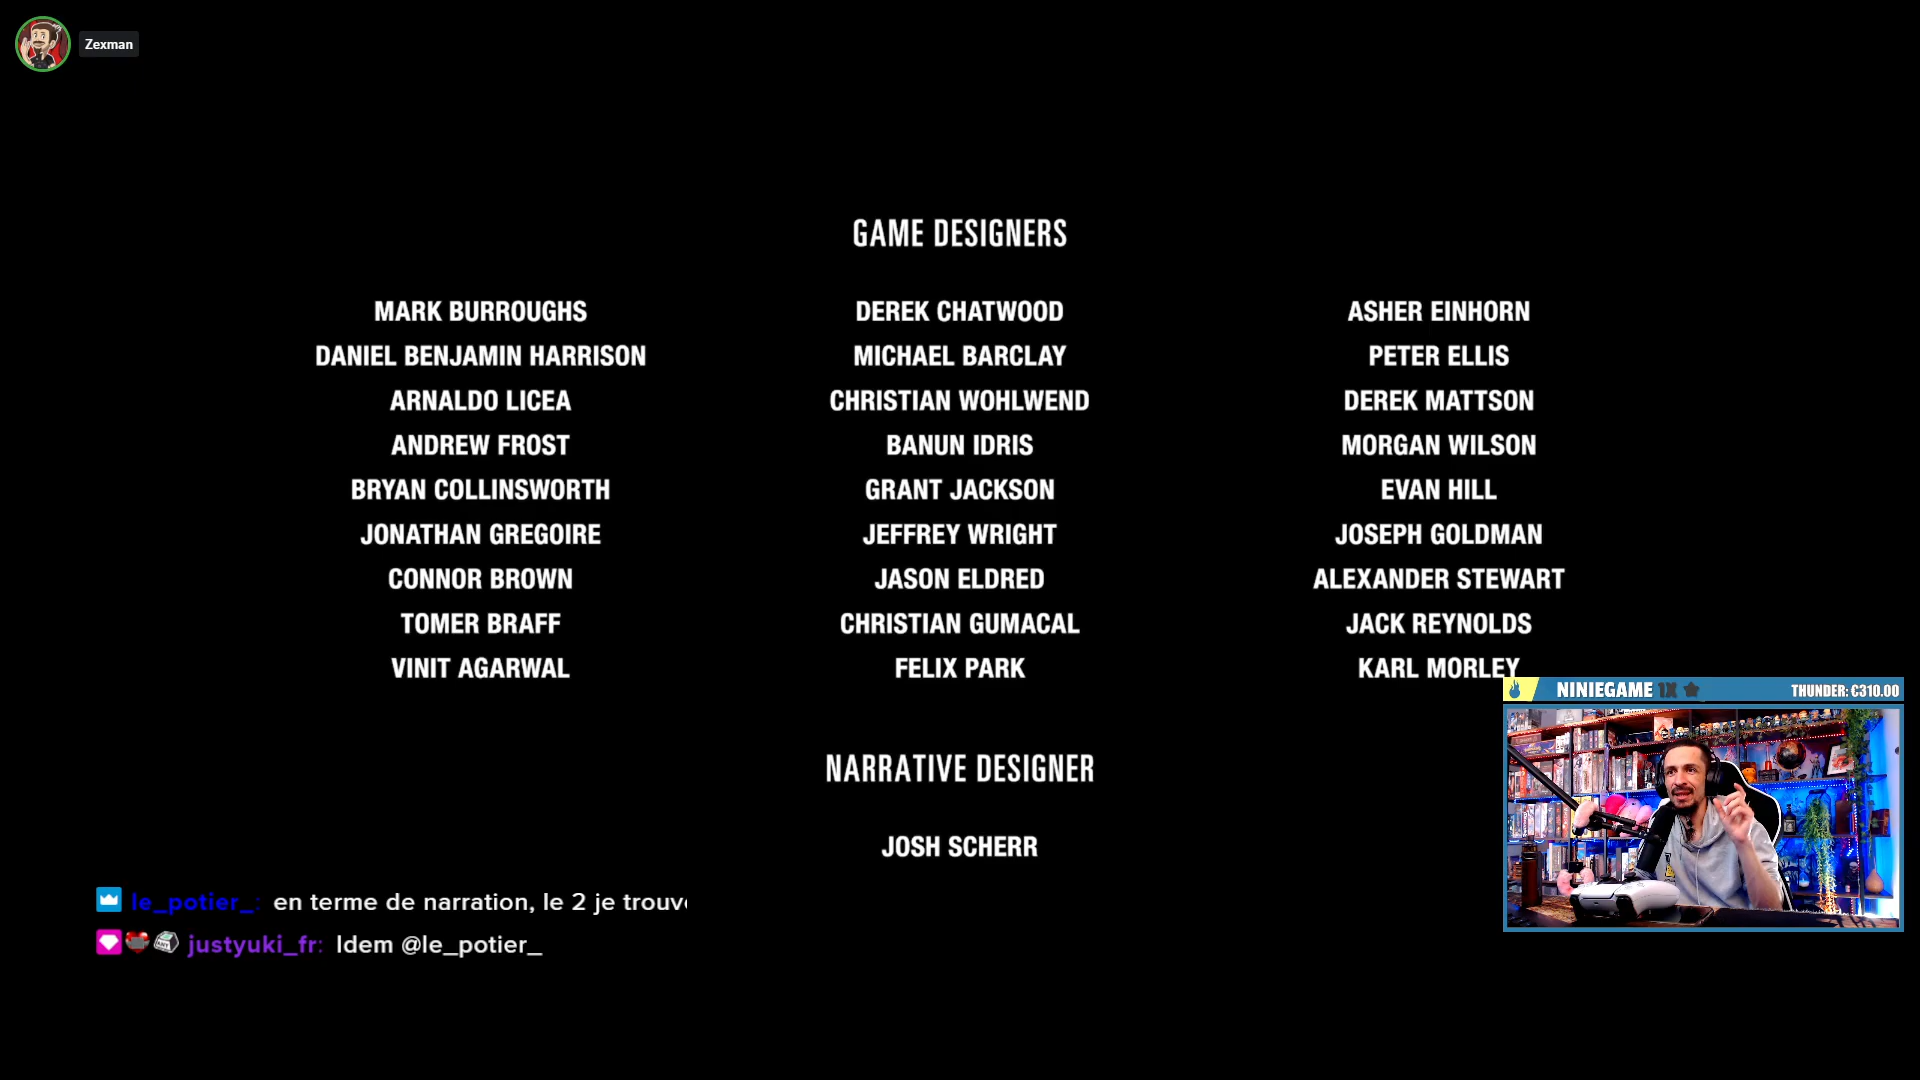 Zexman
GAME DESIGNERS
MARK BURROUGHS DEREK CHATWOOD ASHER EINHORN
DANIEL BENJAMIN HARRISON MICHAEL BARCLAY PETER ELLIS
ARNALDO LICEA CHRISTIAN WOHLWEND DEREK MATTSON
ANDREW FROST BANUN IDRIS MORGAN WILSON
BRYAN COLLINSWORTH GRANT JACKSON EVAN HILL
JONATHAN GREGOIRE JEFFREY WRIGHT JOSEPH GOLDMAN
CONNOR BROWN JASON ELDRED ALEXANDER STEWART
TOMER BRAFF CHRISTIAN GUMACAL JACK REYNOLDS
VINIT AGARWAL FELIX PARK KARL MORLEY
NINIEGAME 1X THUNDER: €310.00
NARRATIVE DESIGNER
JOSH SCHERR
le_potier_: en terme de narration, le 2 je trouv
justyuki_fr: Idem @le_potier_